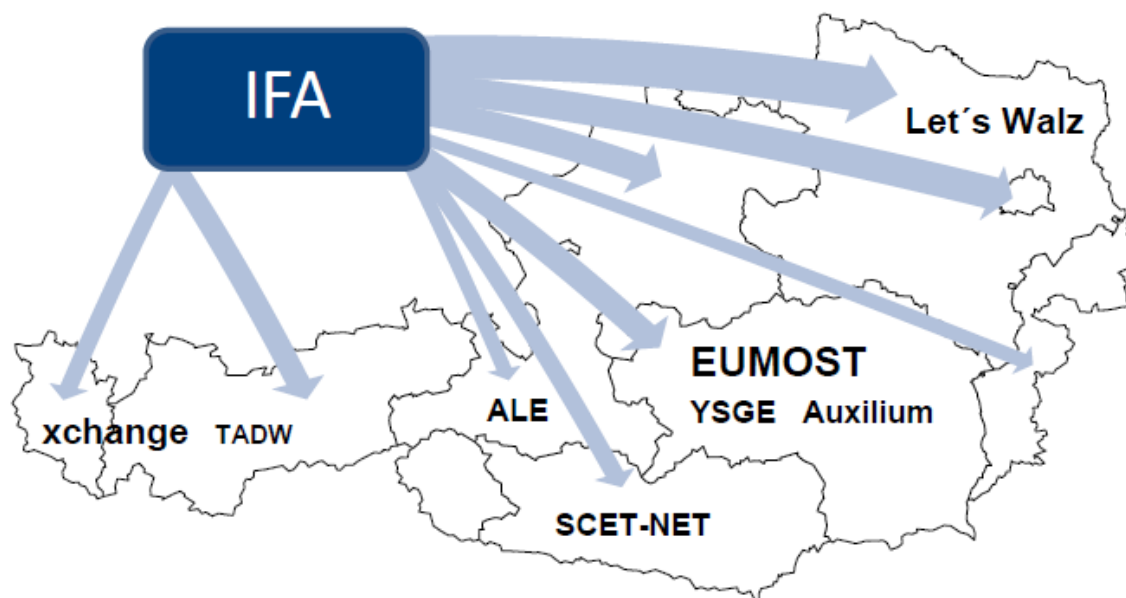 IFA
Let´s Walz
EUMOST
ALE
YSGE Auxilium
xchange TADW
SCET-NET